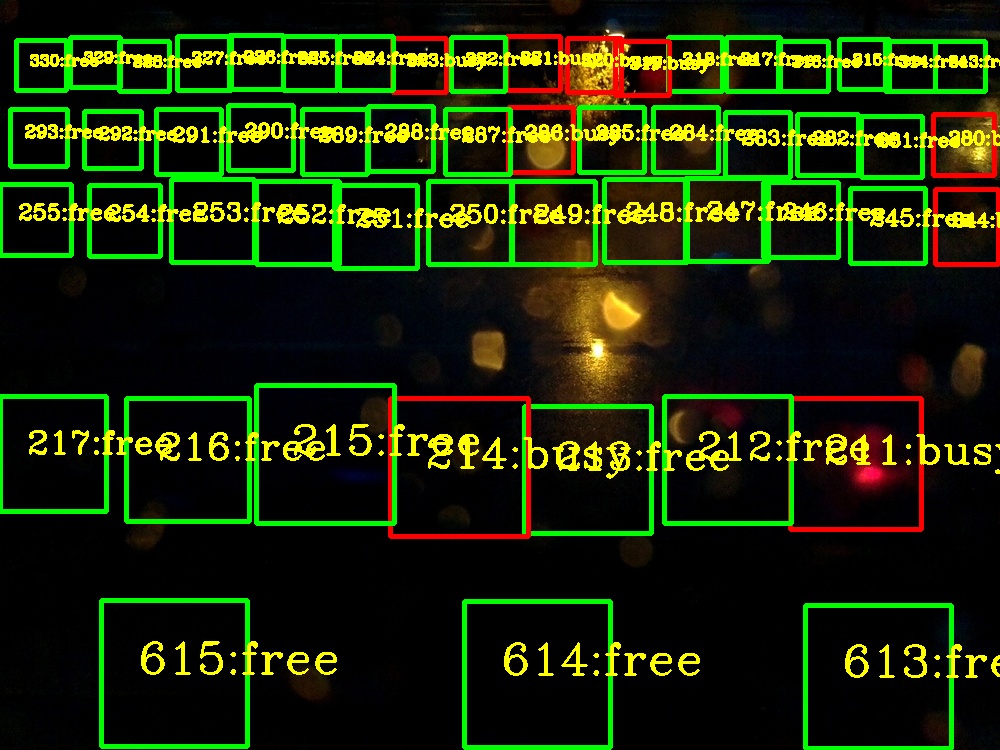 330:free 329:free 328:free 327:free 326:free 325:free 324:free 323:busy 322:free 321:busy 320:busy 319:busy 318:free 317:free 316:free 315:free 314:free 313:free
293:free 292:free 291:free 290:free 289:free 288:free 287:free 286:busy 285:free 284:free 283:free 282:free 281:free 280:b
255:free 254:free 253:free 252:free 251:free 250:free 249:free 248:free 247:free 246:free 245:free 244:b
217:free 216:free 215:free 214:busy 213:free 212:free 211:busy
615:free 614:free 613:fre